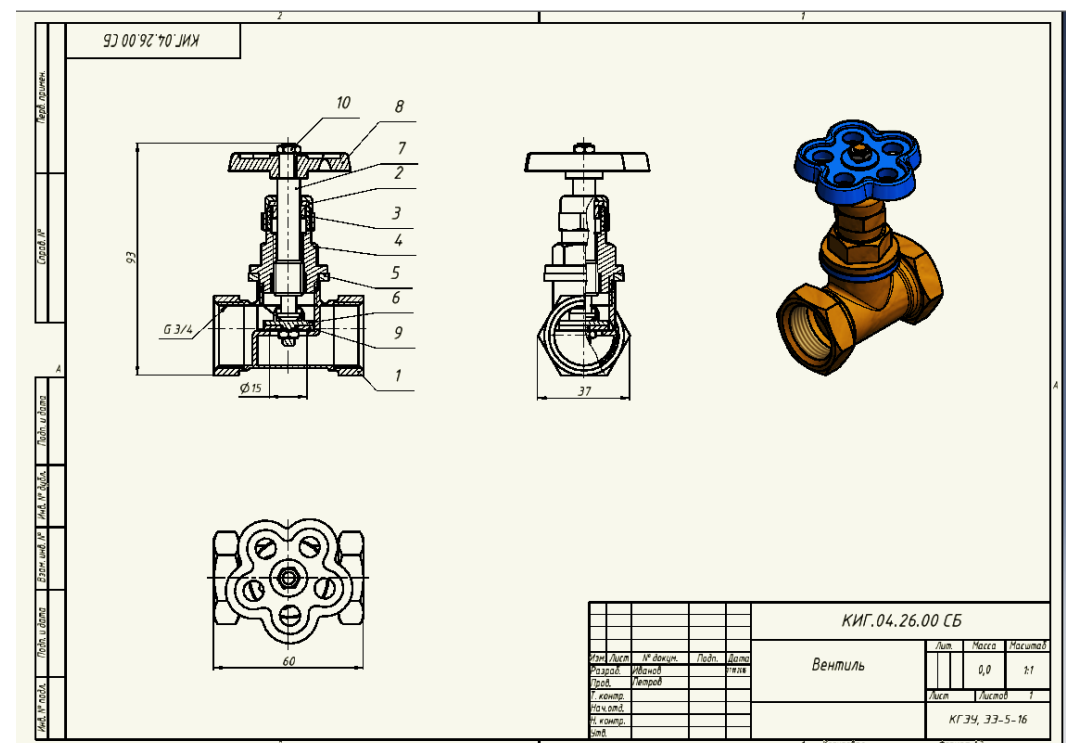 2
1
КИГ.04.26.00 СБ
Перв. примен.
Справ. №
10
8
7
2
3
4
5
6
9
1
93
G 3/4
Ø15
37
60
А
А
Подп. и дата
Инв. № дубл.
Взам. инв. №
Подп. и дата
Инв. № подл.
КИГ.04.26.00 СБ
Изм. Лист № докум. Подп. Дата
Разраб. Иванов
Пров. Петров
Т. контр.
Нач.отд.
Н. контр.
Утв.
Вентиль
Лит. Масса Масштаб
0,0 1:1
Лист Листов 1
КГЭУ, ЭЭ-5-16